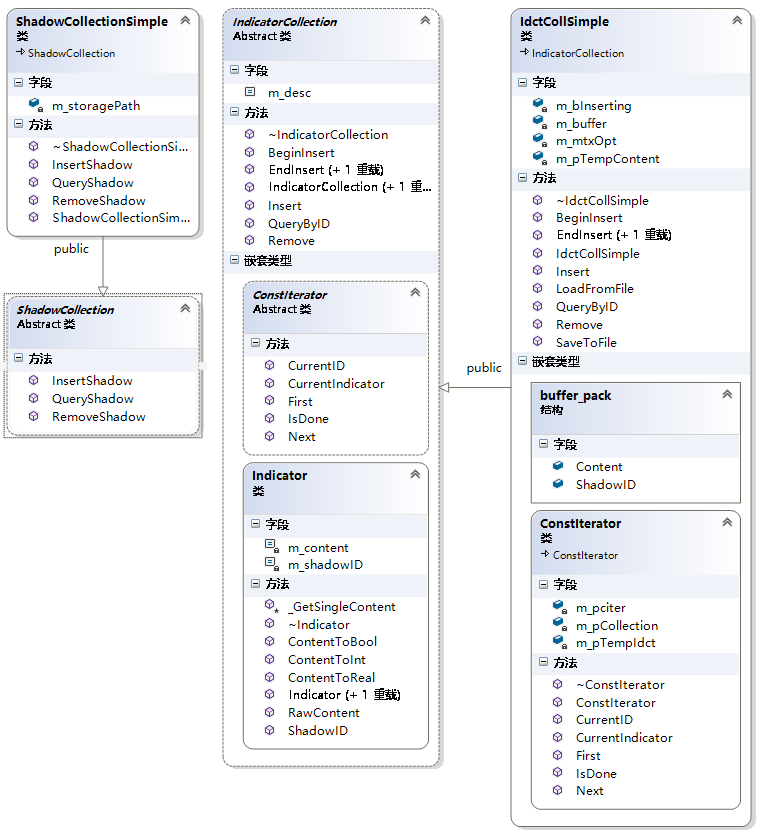 ShadowCollectionSimple
类
ShadowCollection
字段
m_storagePath
方法
~ShadowCollectionSi...
InsertShadow
QueryShadow
RemoveShadow
ShadowCollectionSim...
public
ShadowCollection
Abstract 类
方法
InsertShadow
QueryShadow
RemoveShadow
IndicatorCollection
Abstract 类
字段
m_desc
方法
~IndicatorCollection
BeginInsert
EndInsert (+ 1 重载)
IndicatorCollection (+ 1 重...
Insert
QueryByID
Remove
嵌套类型
ConstIterator
Abstract 类
方法
CurrentID
CurrentIndicator
First
IsDone
Next
Indicator
类
字段
m_content
m_shadowID
方法
_GetSingleContent
~Indicator
ContentToBool
ContentToInt
ContentToReal
Indicator (+ 1 重载)
RawContent
ShadowID
public
IdctCollSimple
类
IndicatorCollection
字段
m_bInserting
m_buffer
m_mtxOpt
m_pTempContent
方法
~IdctCollSimple
BeginInsert
EndInsert (+ 1 重载)
IdctCollSimple
Insert
LoadFromFile
QueryByID
Remove
SaveToFile
嵌套类型
buffer_pack
结构
字段
Content
ShadowID
ConstIterator
类
ConstIterator
字段
m_pciter
m_pCollection
m_pTempIdct
方法
~ConstIterator
ConstIterator
CurrentID
CurrentIndicator
First
IsDone
Next